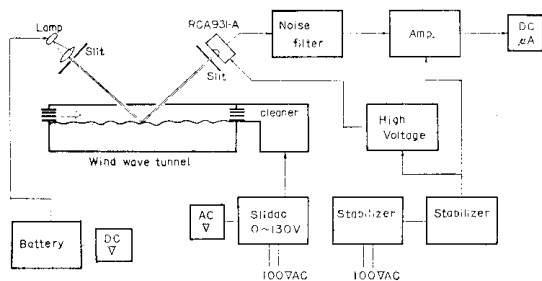 Lamp
Slit
RCA931-A
Slit
Noise
filter
Amp.
DC
μA
cleaner
High
Voltage
Wind wave tunnel
Battery
DC
V
AC
V
Slidac
0~130V
Stabilizer
Stabilizer
100VAC
100VAC